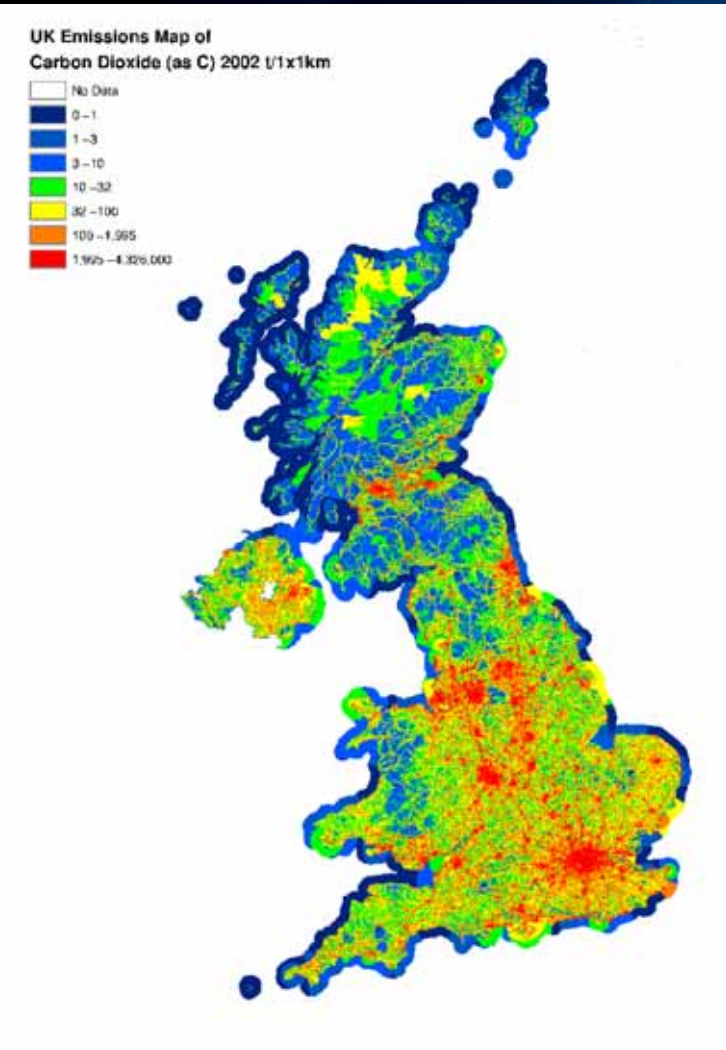 UK Emissions Map of
Carbon Dioxide (as C) 2002 t/1x1km
No Data
0–1
1–3
3–10
10–32
32–100
100–1,995
1,995–4,326,000